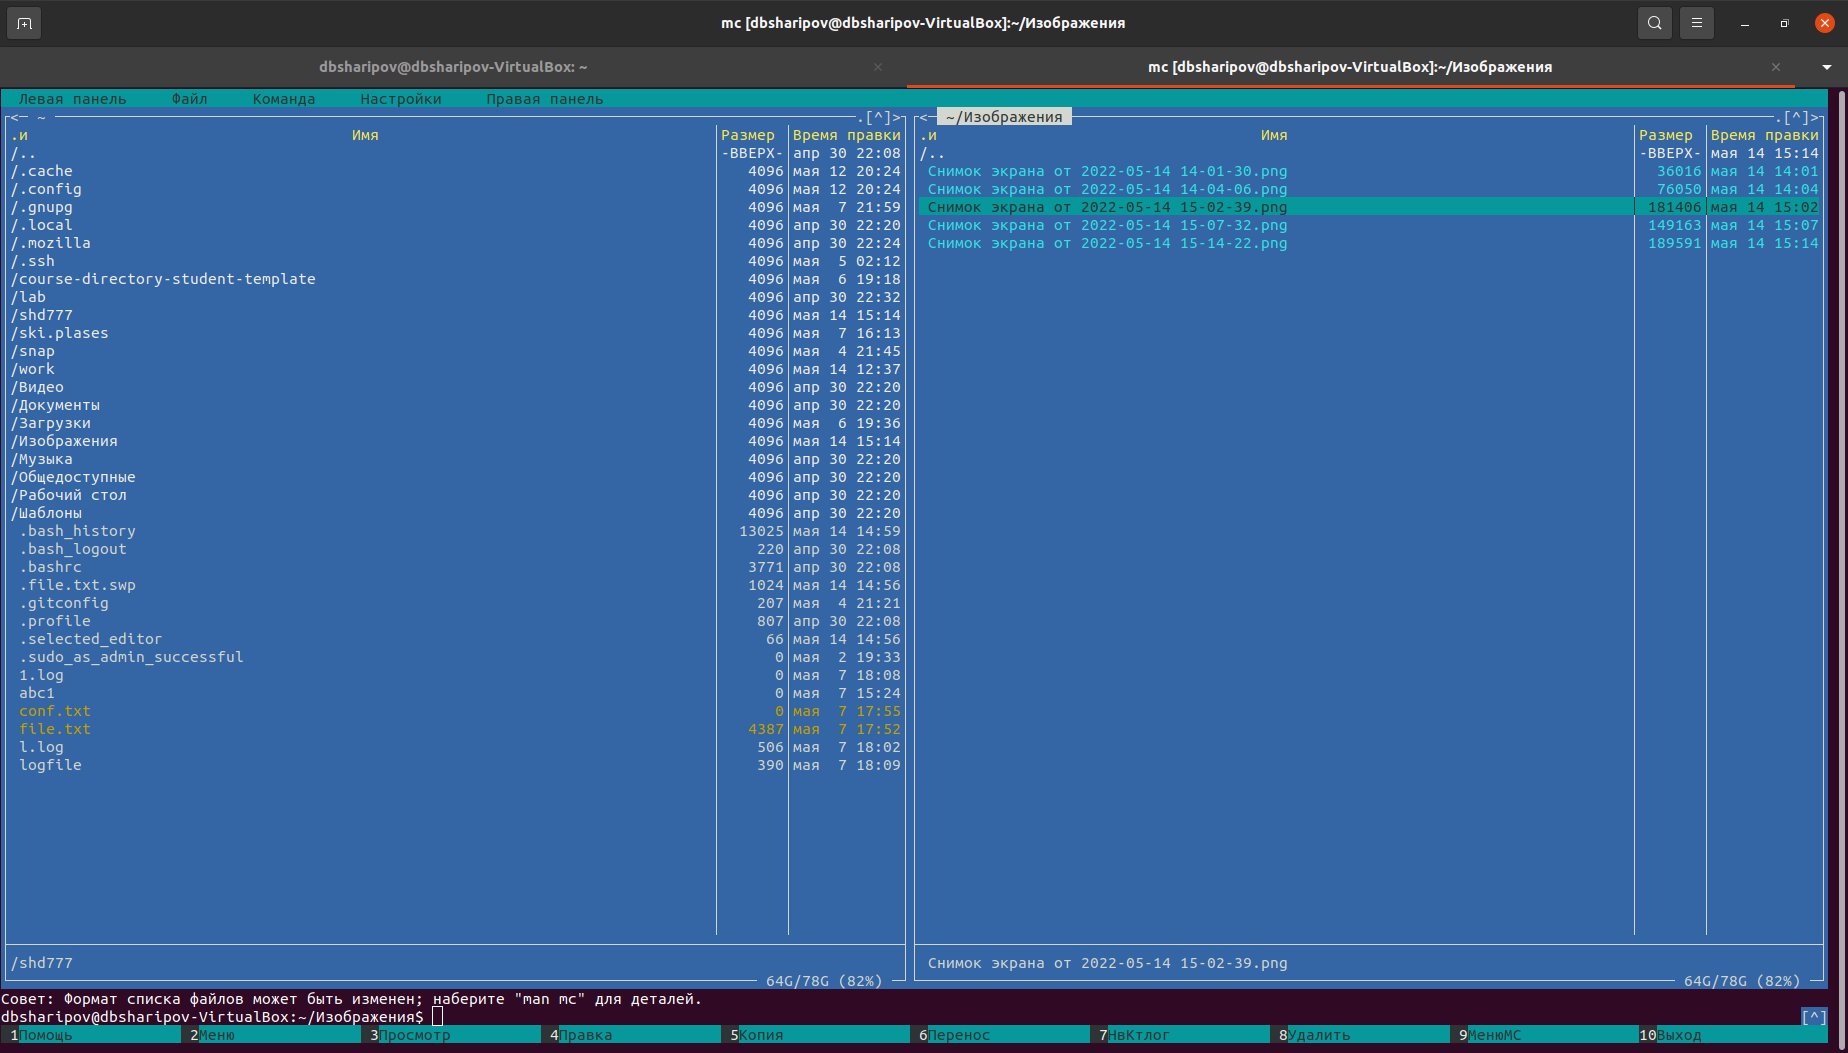 mc [dbsharipov@dbsharipov-VirtualBox]:~/Изображения
dbsharipov@dbsharipov-VirtualBox: ~
mc [dbsharipov@dbsharipov-VirtualBox]:~/Изображения
Левая панель Файл Команда Настройки Правая панель
<─ ~ .[^]>
.и Имя Размер Время правки
/.. -ВВЕРХ- апр 30 22:08
/.cache 4096 мая 12 20:24
/.config 4096 мая 12 20:24
/.gnupg 4096 мая 7 21:59
/.local 4096 апр 30 22:20
/.mozilla 4096 апр 30 22:24
/.ssh 4096 мая 5 02:12
/course-directory-student-template 4096 мая 6 19:18
/lab 4096 апр 30 22:32
/shd777 4096 мая 14 15:14
/ski.plases 4096 мая 7 16:13
/snap 4096 мая 4 21:45
/work 4096 мая 14 12:37
/Видео 4096 апр 30 22:20
/Документы 4096 апр 30 22:20
/Загрузки 4096 мая 6 19:36
/Изображения 4096 мая 14 15:14
/Музыка 4096 апр 30 22:20
/Общедоступные 4096 апр 30 22:20
/Рабочий стол 4096 апр 30 22:20
/Шаблоны 4096 апр 30 22:20
.bash_history 13025 мая 14 14:59
.bash_logout 220 апр 30 22:08
.bashrc 3771 апр 30 22:08
.file.txt.swp 1024 мая 14 14:56
.gitconfig 207 мая 4 21:21
.profile 807 апр 30 22:08
.selected_editor 66 мая 14 14:56
.sudo_as_admin_successful 0 мая 2 19:33
1.log 0 мая 7 18:08
abc1 0 мая 7 15:24
conf.txt 0 мая 7 17:55
file.txt 4387 мая 7 17:52
l.log 506 мая 7 18:02
logfile 390 мая 7 18:09
/shd777
64G/78G (82%)
<─ ~/Изображения .[^]>
.и Имя Размер Время правки
/.. -ВВЕРХ- мая 14 15:14
Снимок экрана от 2022-05-14 14-01-30.png 36016 мая 14 14:01
Снимок экрана от 2022-05-14 14-04-06.png 76050 мая 14 14:04
Снимок экрана от 2022-05-14 15-02-39.png 181406 мая 14 15:02
Снимок экрана от 2022-05-14 15-07-32.png 149163 мая 14 15:07
Снимок экрана от 2022-05-14 15-14-22.png 189591 мая 14 15:14
Снимок экрана от 2022-05-14 15-02-39.png
64G/78G (82%)
Совет: Формат списка файлов может быть изменен; наберите "man mc" для деталей.
dbsharipov@dbsharipov-VirtualBox:~/Изображения$ [^]
1Помощь 2Меню 3Просмотр 4Правка 5Копия 6Перенос 7НвКтлог 8Удалить 9МенюМС 10Выход